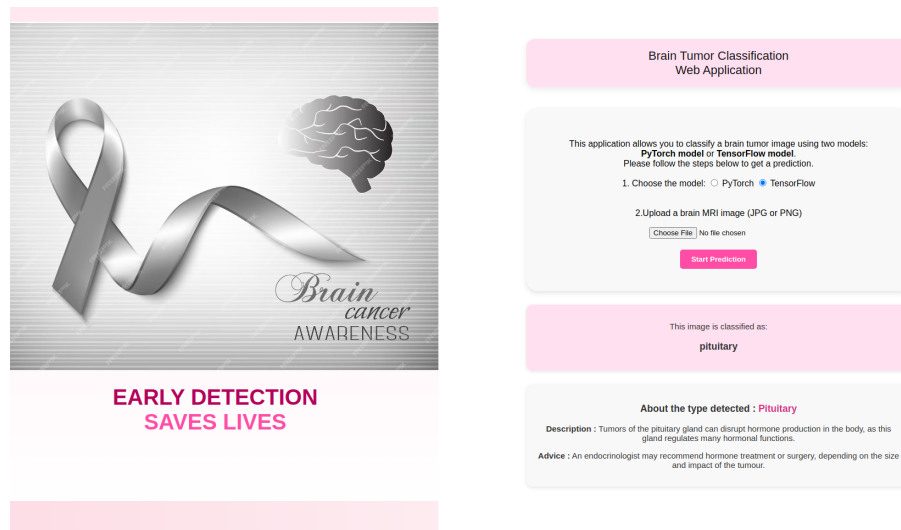 Brain
cancer
AWARENESS
EARLY DETECTION
SAVES LIVES
Brain Tumor Classification
Web Application
This application allows you to classify a brain tumor image using two models:
PyTorch model or TensorFlow model.
Please follow the steps below to get a prediction.
1. Choose the model: PyTorch TensorFlow
2.Upload a brain MRI image (JPG or PNG)
Choose File No file chosen
Start Prediction
This image is classified as:
pituitary
About the type detected : Pituitary
Description : Tumors of the pituitary gland can disrupt hormone production in the body, as this
gland regulates many hormonal functions.
Advice : An endocrinologist may recommend hormone treatment or surgery, depending on the size
and impact of the tumour.